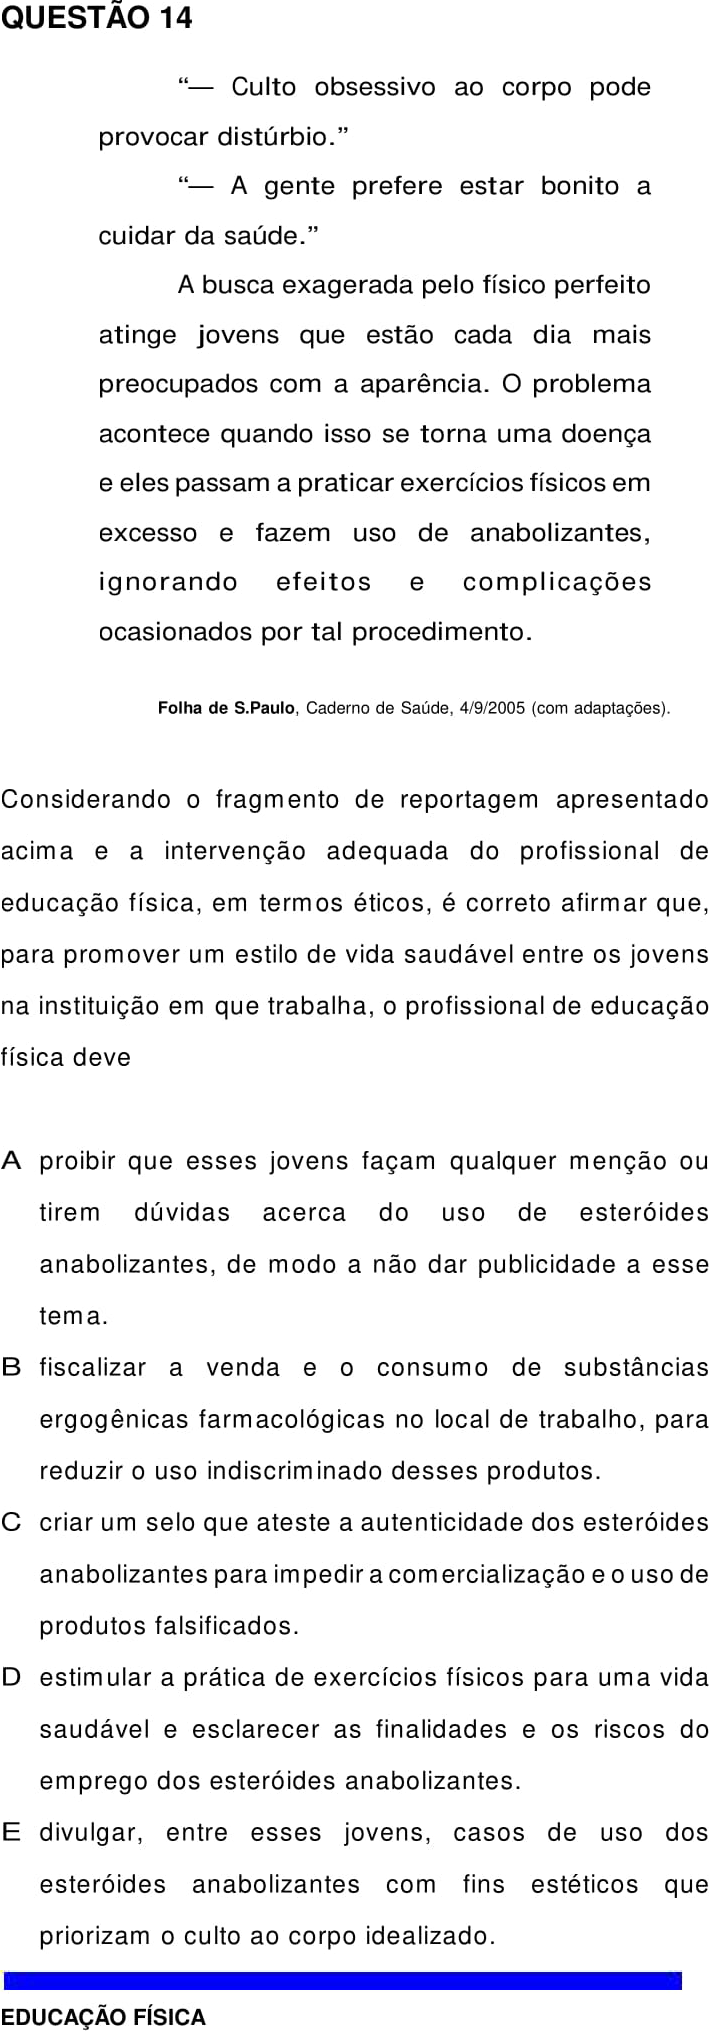 QUESTÃO 14
“— Culto obsessivo ao corpo pode
provocar distúrbio.”
“— A gente prefere estar bonito a
cuidar da saúde.”
A busca exagerada pelo físico perfeito
atinge jovens que estão cada dia mais
preocupados com a aparência. O problema
acontece quando isso se torna uma doença
e eles passam a praticar exercícios físicos em
excesso e fazem uso de anabolizantes,
ignorando efeitos e complicações
ocasionados por tal procedimento.
Folha de S.Paulo, Caderno de Saúde, 4/9/2005 (com adaptações).
Considerando o fragmento de reportagem apresentado
acima e a intervenção adequada do profissional de
educação física, em termos éticos, é correto afirmar que,
para promover um estilo de vida saudável entre os jovens
na instituição em que trabalha, o profissional de educação
física deve
A proibir que esses jovens façam qualquer menção ou
tirem dúvidas acerca do uso de esteróides
anabolizantes, de modo a não dar publicidade a esse
tema.
B fiscalizar a venda e o consumo de substâncias
ergogênicas farmacológicas no local de trabalho, para
reduzir o uso indiscriminado desses produtos.
C criar um selo que ateste a autenticidade dos esteróides
anabolizantes para impedir a comercialização e o uso de
produtos falsificados.
D estimular a prática de exercícios físicos para uma vida
saudável e esclarecer as finalidades e os riscos do
emprego dos esteróides anabolizantes.
E divulgar, entre esses jovens, casos de uso dos
esteróides anabolizantes com fins estéticos que
priorizam o culto ao corpo idealizado.
EDUCAÇÃO FÍSICA